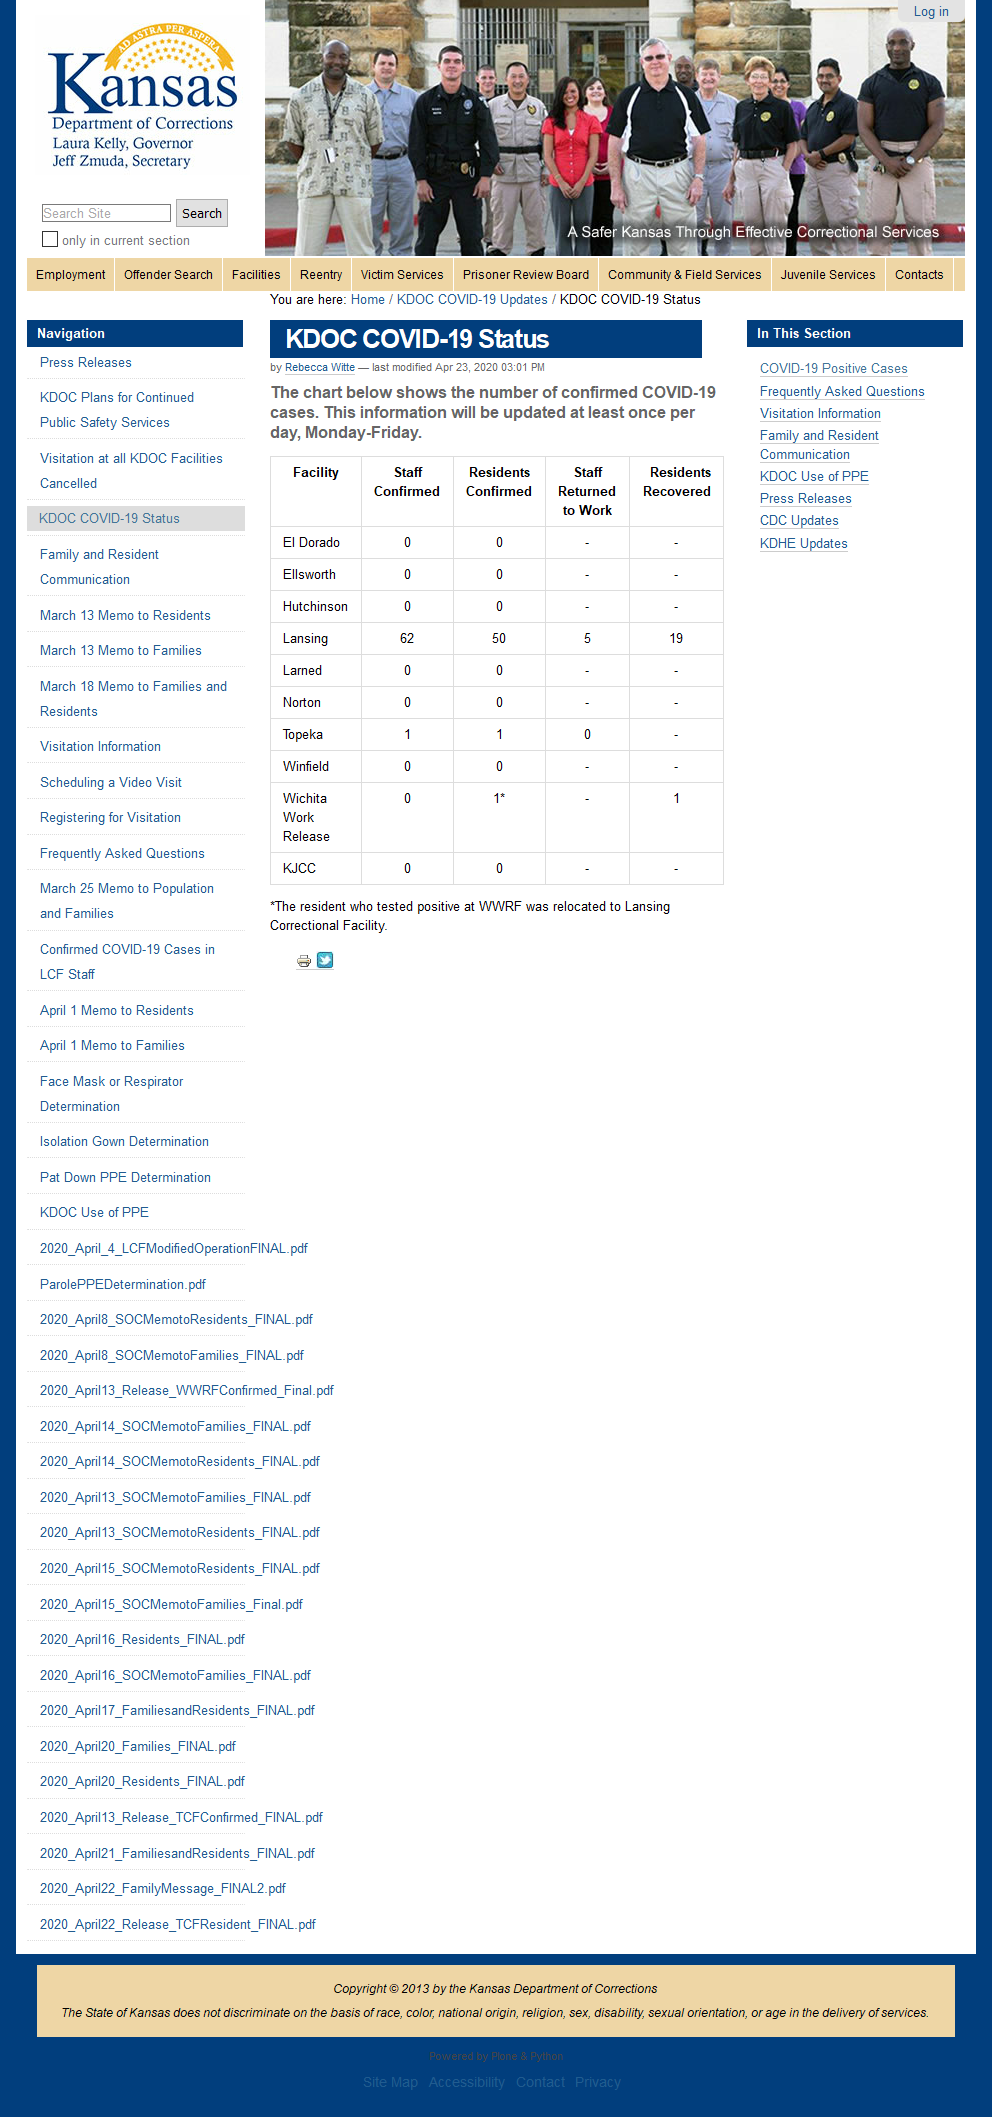 Log in
AD ASTRA PER ASPERA
Kansas
Department of Corrections
Laura Kelly, Governor
Jeff Zmuda, Secretary
Search Site
Search
only in current section
A Safer Kansas Through Effective Correctional Services
Employment Offender Search Facilities Reentry Victim Services Prisoner Review Board Community & Field Services Juvenile Services Contacts
You are here: Home / KDOC COVID-19 Updates / KDOC COVID-19 Status
Navigation
Press Releases
KDOC Plans for Continued
Public Safety Services
Visitation at all KDOC Facilities
Cancelled
KDOC COVID-19 Status
Family and Resident
Communication
March 13 Memo to Residents
March 13 Memo to Families
March 18 Memo to Families and
Residents
Visitation Information
Scheduling a Video Visit
Registering for Visitation
Frequently Asked Questions
March 25 Memo to Population
and Families
Confirmed COVID-19 Cases in
LCF Staff
April 1 Memo to Residents
April 1 Memo to Families
Face Mask or Respirator
Determination
Isolation Gown Determination
Pat Down PPE Determination
KDOC Use of PPE
2020_April_4_LCFModifiedOperationFINAL.pdf
ParolePPEDetermination.pdf
2020_April8_SOCMemotoResidents_FINAL.pdf
2020_April8_SOCMemotoFamilies_FINAL.pdf
2020_April13_Release_WWRFConfirmed_Final.pdf
2020_April14_SOCMemotoFamilies_FINAL.pdf
2020_April14_SOCMemotoResidents_FINAL.pdf
2020_April13_SOCMemotoFamilies_FINAL.pdf
2020_April13_SOCMemotoResidents_FINAL.pdf
2020_April15_SOCMemotoResidents_FINAL.pdf
2020_April15_SOCMemotoFamilies_Final.pdf
2020_April16_Residents_FINAL.pdf
2020_April16_SOCMemotoFamilies_FINAL.pdf
2020_April17_FamiliesandResidents_FINAL.pdf
2020_April20_Families_FINAL.pdf
2020_April20_Residents_FINAL.pdf
2020_April13_Release_TCFConfirmed_FINAL.pdf
2020_April21_FamiliesandResidents_FINAL.pdf
2020_April22_FamilyMessage_FINAL2.pdf
2020_April22_Release_TCFResident_FINAL.pdf
KDOC COVID-19 Status
by Rebecca Witte — last modified Apr 23, 2020 03:01 PM
The chart below shows the number of confirmed COVID-19
cases. This information will be updated at least once per
day, Monday-Friday.
Facility Staff Residents Staff Residents
Confirmed Confirmed Returned Recovered
to Work
El Dorado 0 0 - -
Ellsworth 0 0 - -
Hutchinson 0 0 - -
Lansing 62 50 5 19
Larned 0 0 - -
Norton 0 0 - -
Topeka 1 1 0 -
Winfield 0 0 - -
Wichita 0 1* - 1
Work
Release
KJCC 0 0 - -
*The resident who tested positive at WWRF was relocated to Lansing
Correctional Facility.
In This Section
COVID-19 Positive Cases
Frequently Asked Questions
Visitation Information
Family and Resident
Communication
KDOC Use of PPE
Press Releases
CDC Updates
KDHE Updates
Copyright © 2013 by the Kansas Department of Corrections
The State of Kansas does not discriminate on the basis of race, color, national origin, religion, sex, disability, sexual orientation, or age in the delivery of services.
Powered by Plone & Python
Site Map Accessibility Contact Privacy